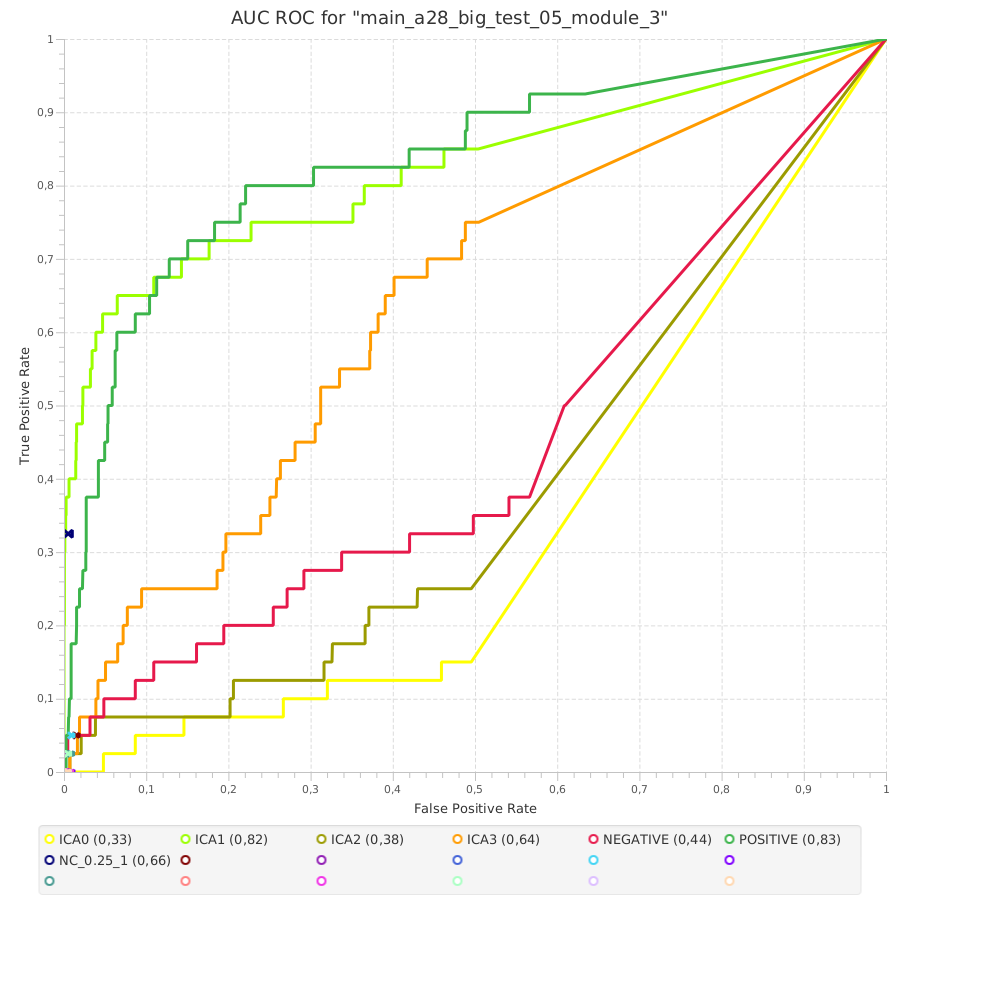 AUC ROC for "main_a28_big_test_05_module_3"
1
0,9
0,8
0,7
0,6
0,5
0,4
0,3
0,2
0,1
0
True Positive Rate
0 0,1 0,2 0,3 0,4 0,5 0,6 0,7 0,8 0,9 1
False Positive Rate
ICA0 (0,33) ICA1 (0,82) ICA2 (0,38) ICA3 (0,64) NEGATIVE (0,44) POSITIVE (0,83)
NC_0.25_1 (0,66)